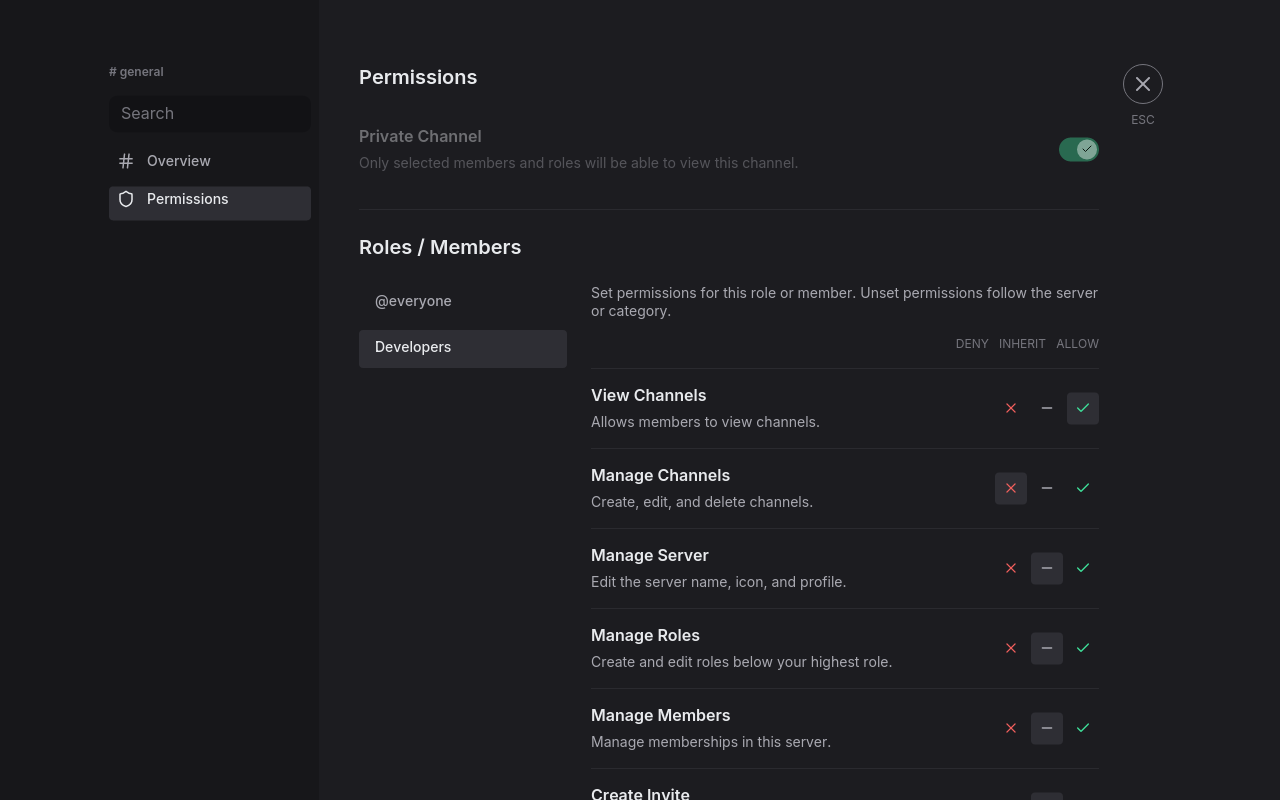 # general
Search
Overview
Permissions
Permissions
ESC
Private Channel
Only selected members and roles will be able to view this channel.
Roles / Members
@everyone
Developers
Set permissions for this role or member. Unset permissions follow the server
or category.
DENY INHERIT ALLOW
View Channels
Allows members to view channels.
Manage Channels
Create, edit, and delete channels.
Manage Server
Edit the server name, icon, and profile.
Manage Roles
Create and edit roles below your highest role.
Manage Members
Manage memberships in this server.
Create Invite